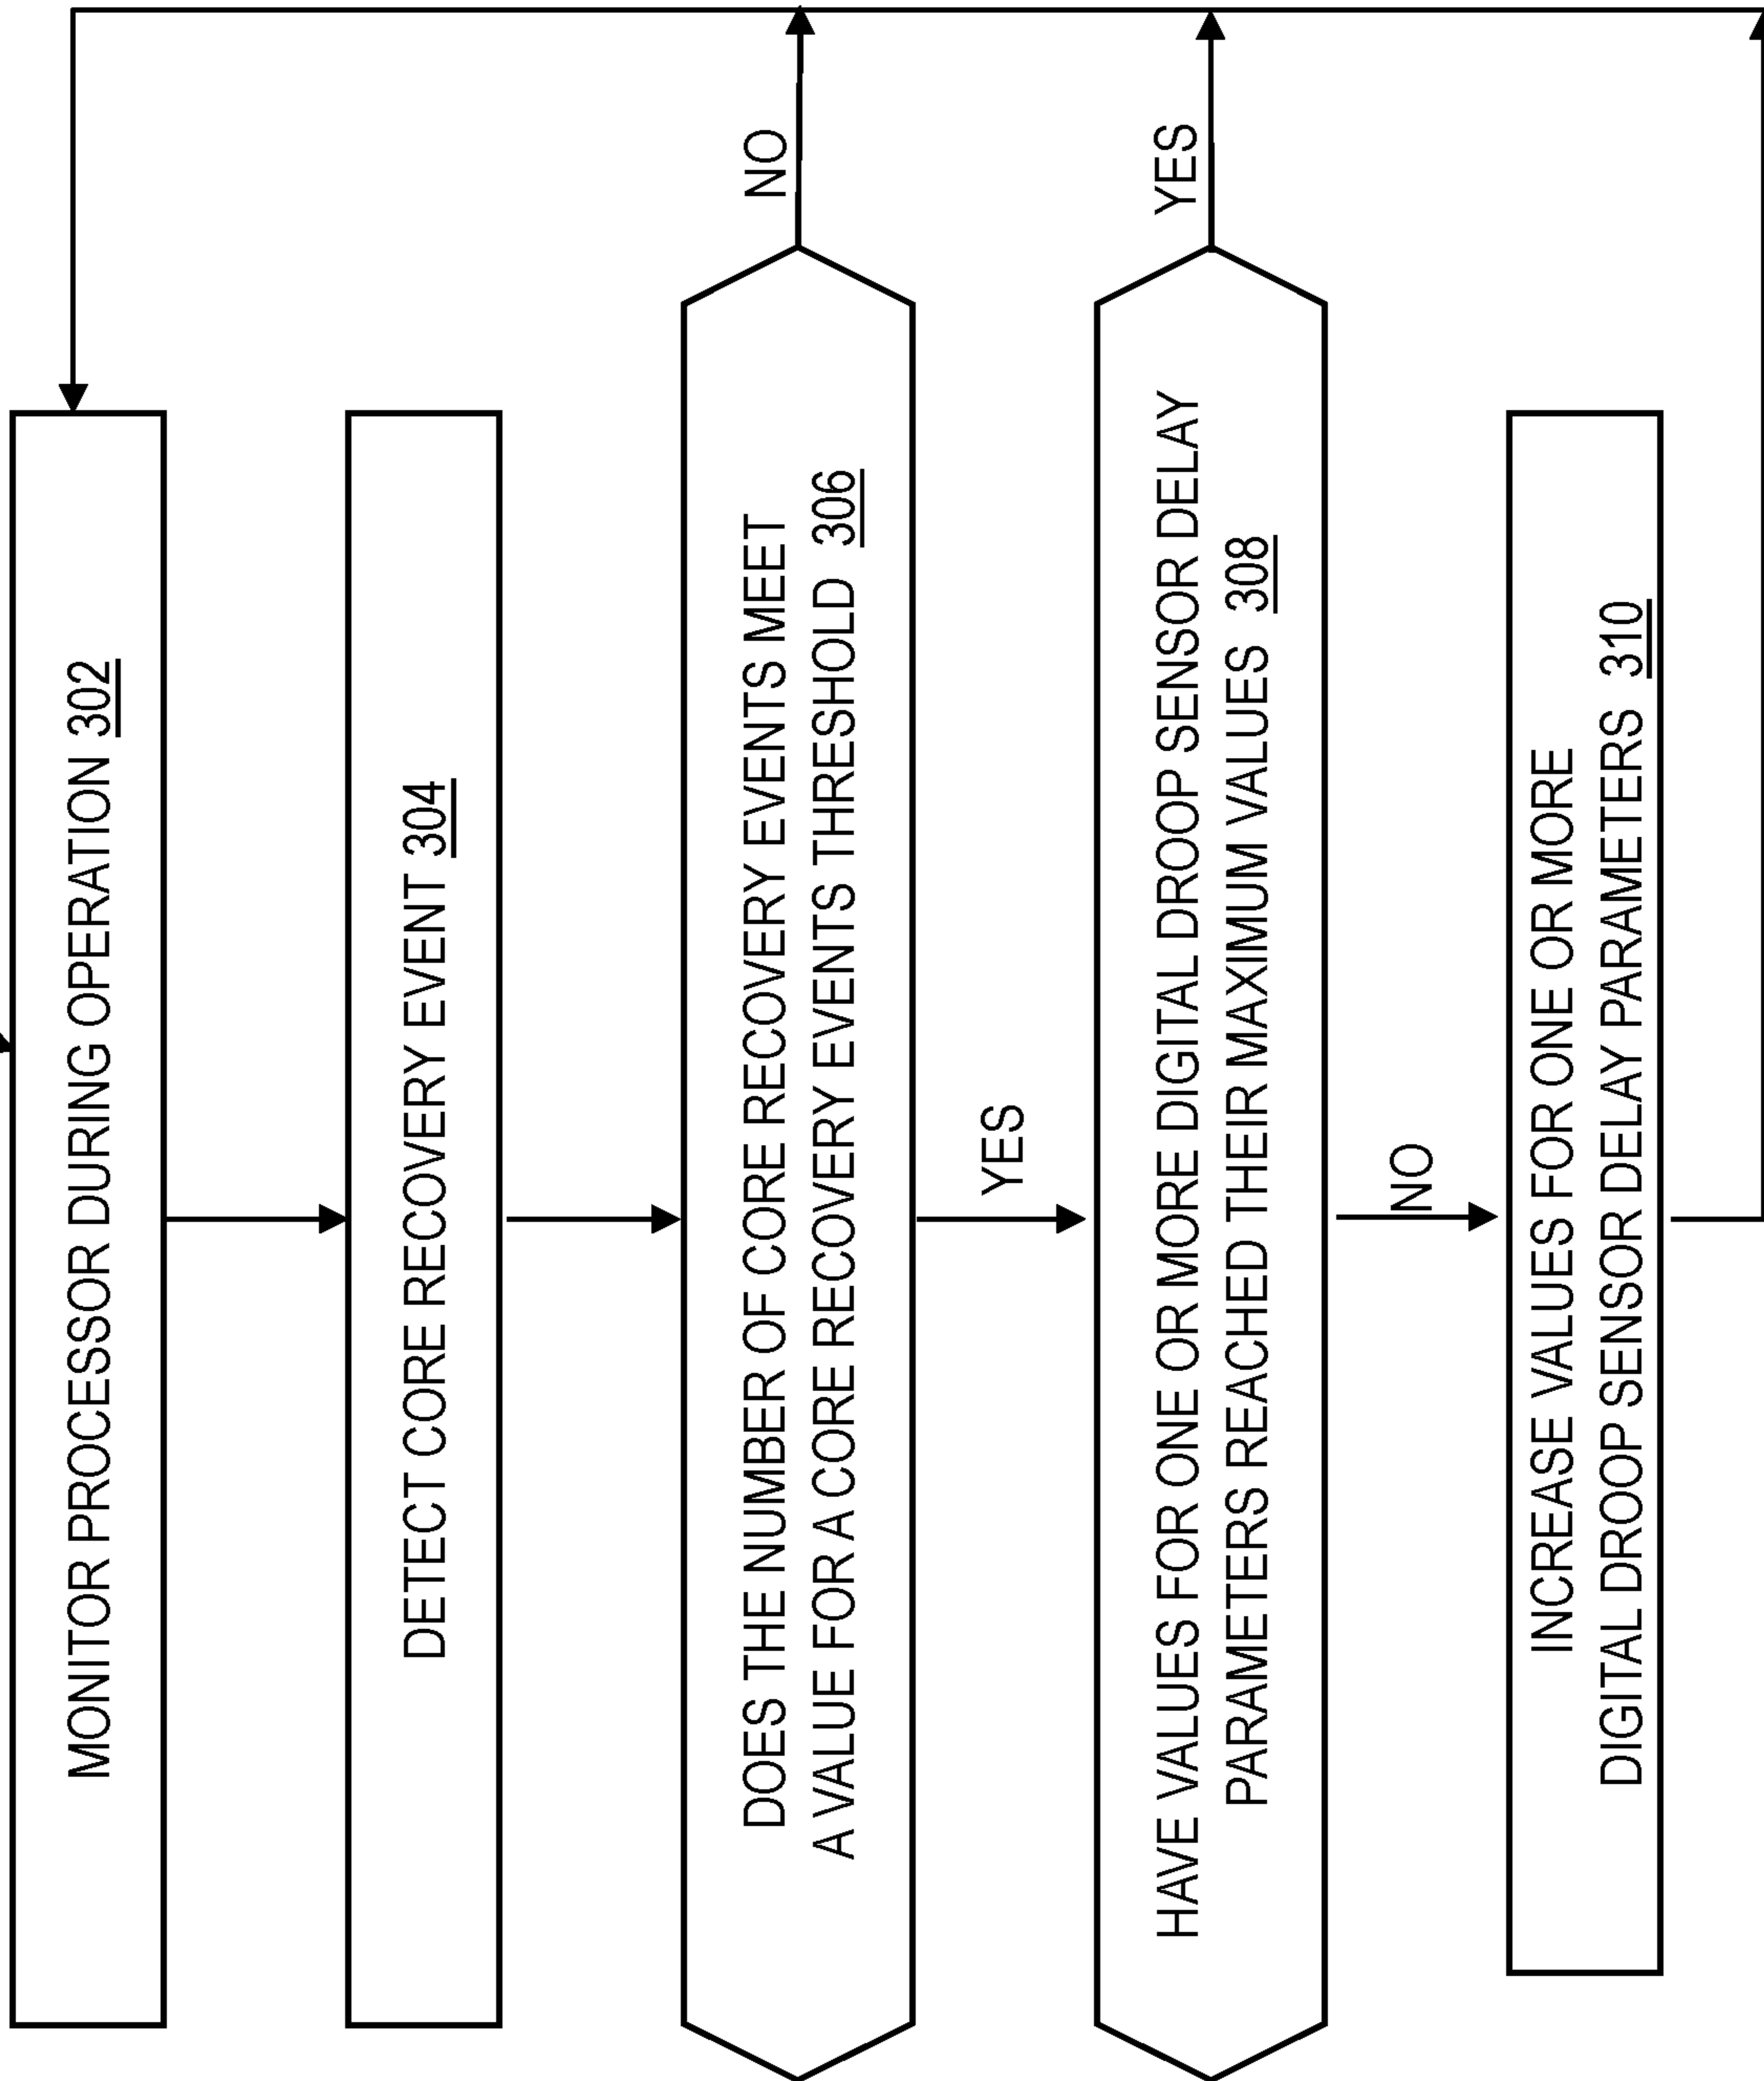 MONITOR PROCESSOR DURING OPERATION 302
DETECT CORE RECOVERY EVENT 304
DOES THE NUMBER OF CORE RECOVERY EVENTS MEET
A VALUE FOR A CORE RECOVERY EVENTS THRESHOLD 306
NO
YES
HAVE VALUES FOR ONE OR MORE DIGITAL DROOP SENSOR DELAY
PARAMETERS REACHED THEIR MAXIMUM VALUES 308
YES
NO
INCREASE VALUES FOR ONE OR MORE
DIGITAL DROOP SENSOR DELAY PARAMETERS 310